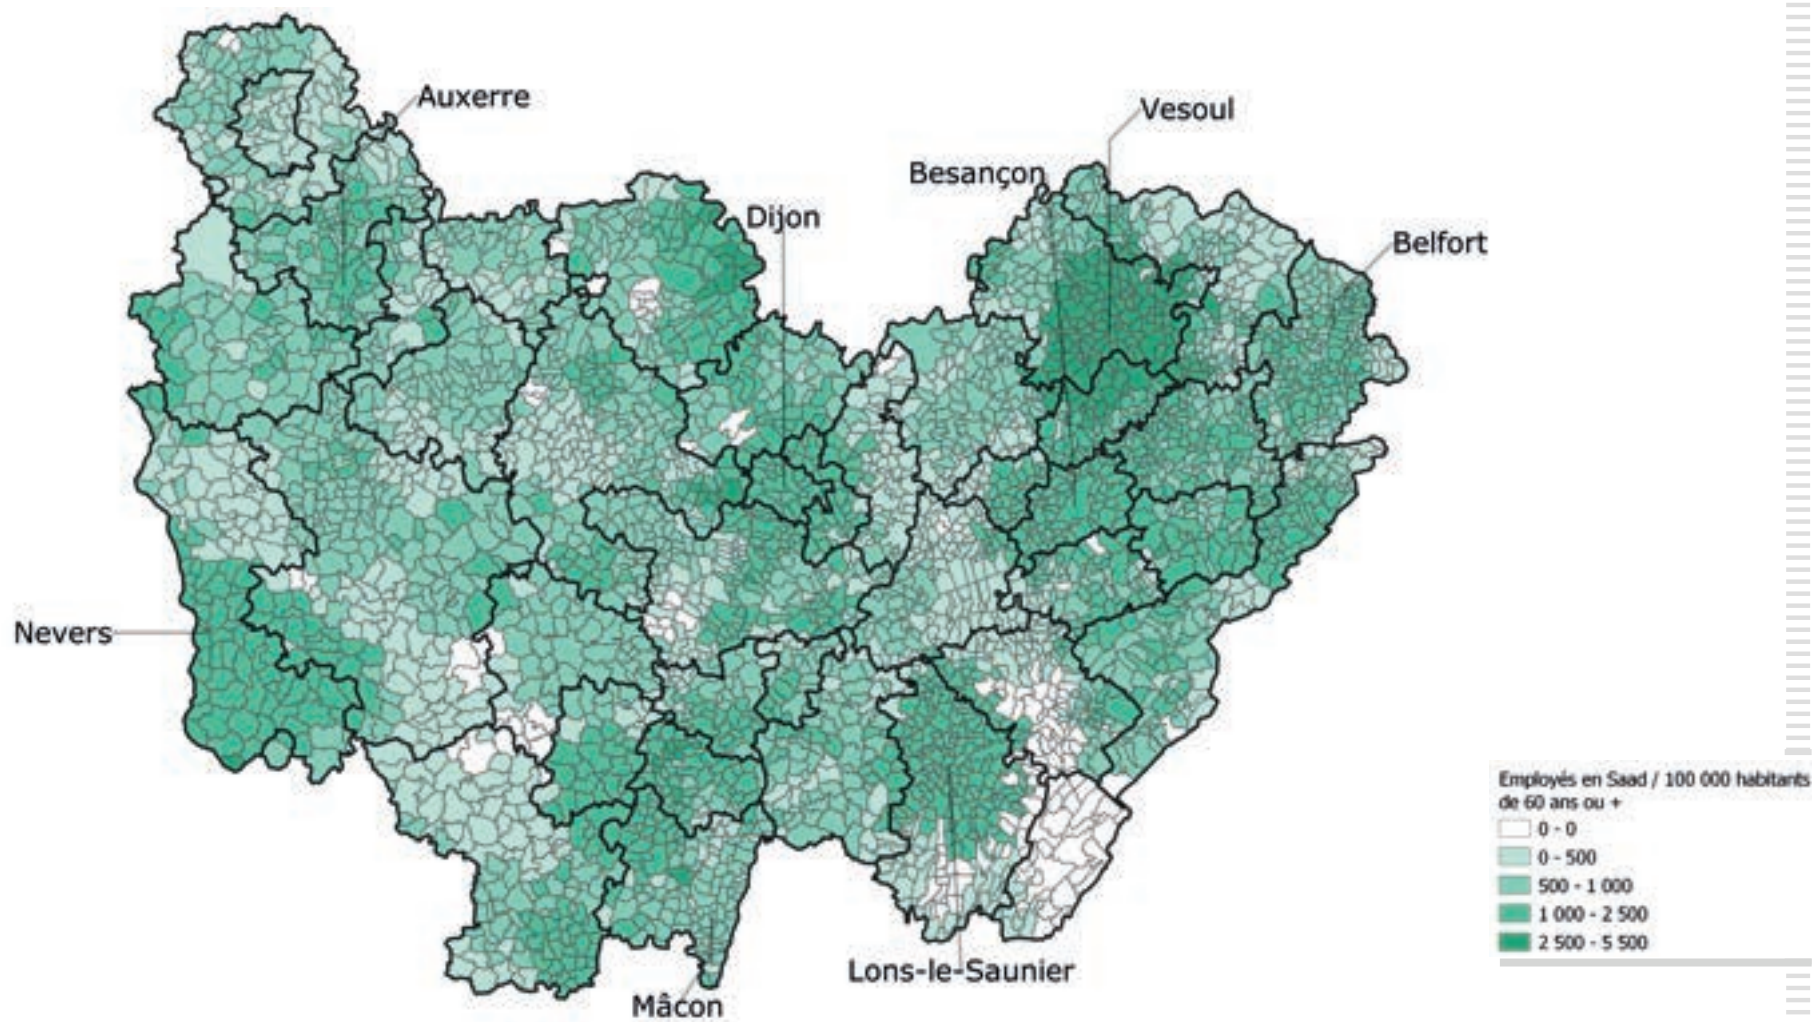 Auxerre
Vesoul
Besançon
Dijon
Belfort
Nevers
Employés en Saad / 100 000 habitants
de 60 ans ou +
0 - 0
0 - 500
500 - 1 000
1 000 - 2 500
2 500 - 5 500
Lons-le-Saunier
Mâcon